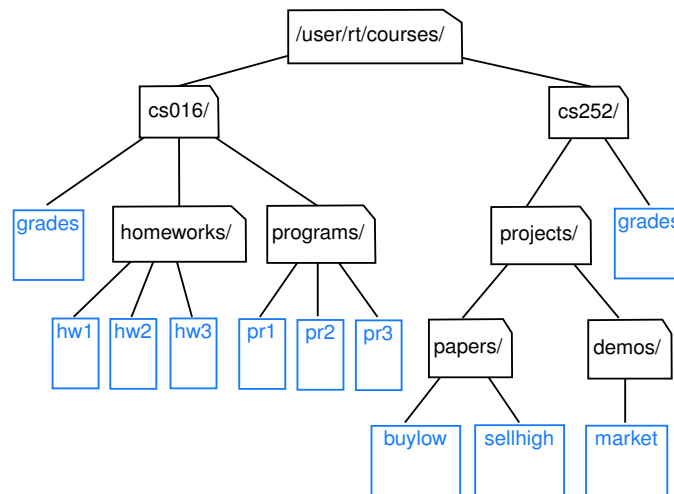 /user/rt/courses/
cs016/
cs252/
grades
homeworks/
programs/
projects/
grades
hw1
hw2
hw3
pr1
pr2
pr3
papers/
demos/
buylow
sellhigh
market